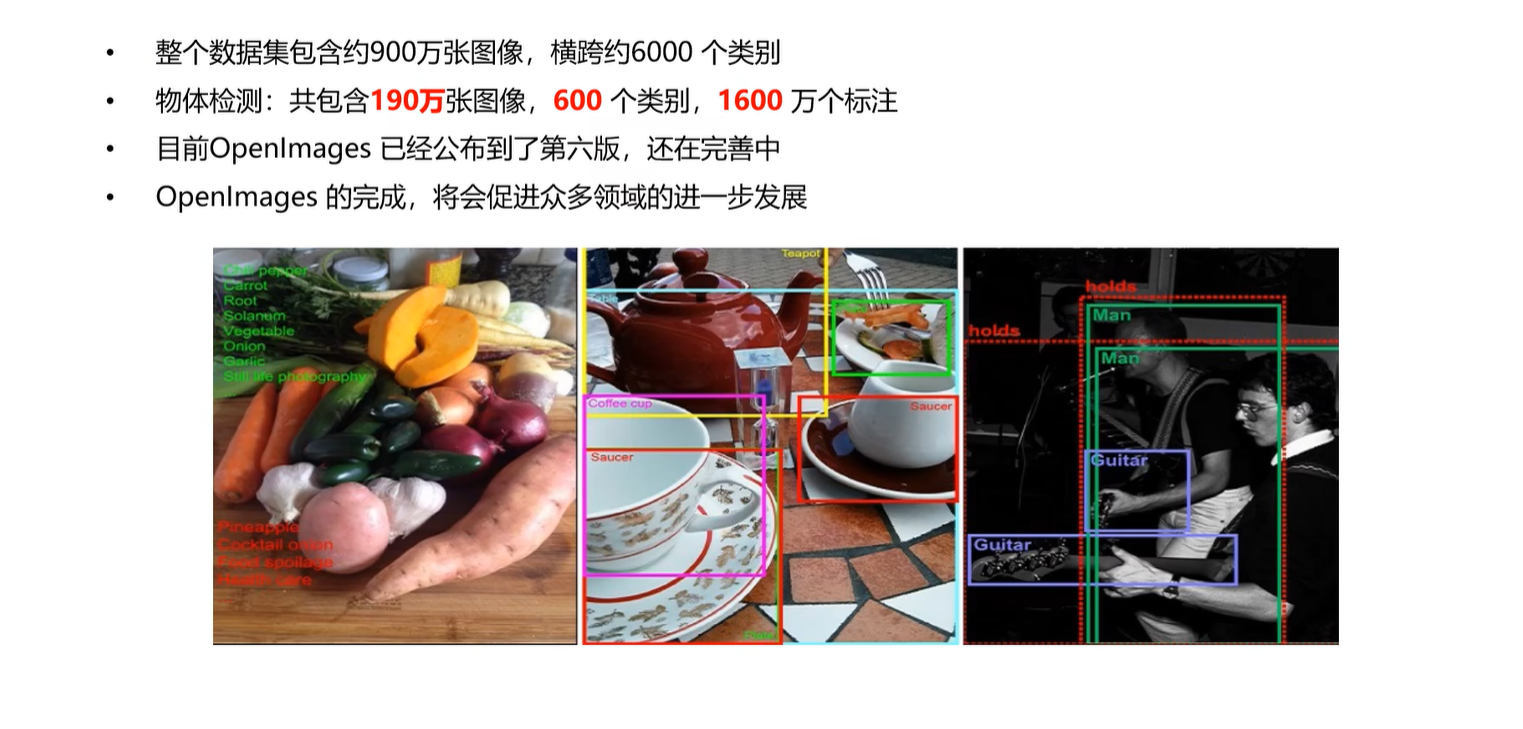 • 整个数据集包含约900万张图像，横跨约6000 个类别
• 物体检测：共包含190万张图像，600 个类别，1600 万个标注
• 目前OpenImages 已经公布到了第六版，还在完善中
• OpenImages 的完成，将会促进众多领域的进一步发展
Chili pepper
Carrot
Root
Solanum
Vegetable
Onion
Garlic
Still life photography
Pineapple
Cocktail onion
Food spoilage
Health care
Teapot
Table
Coffee cup
Saucer
Saucer
holds
holds
Man
Man
Guitar
Guitar